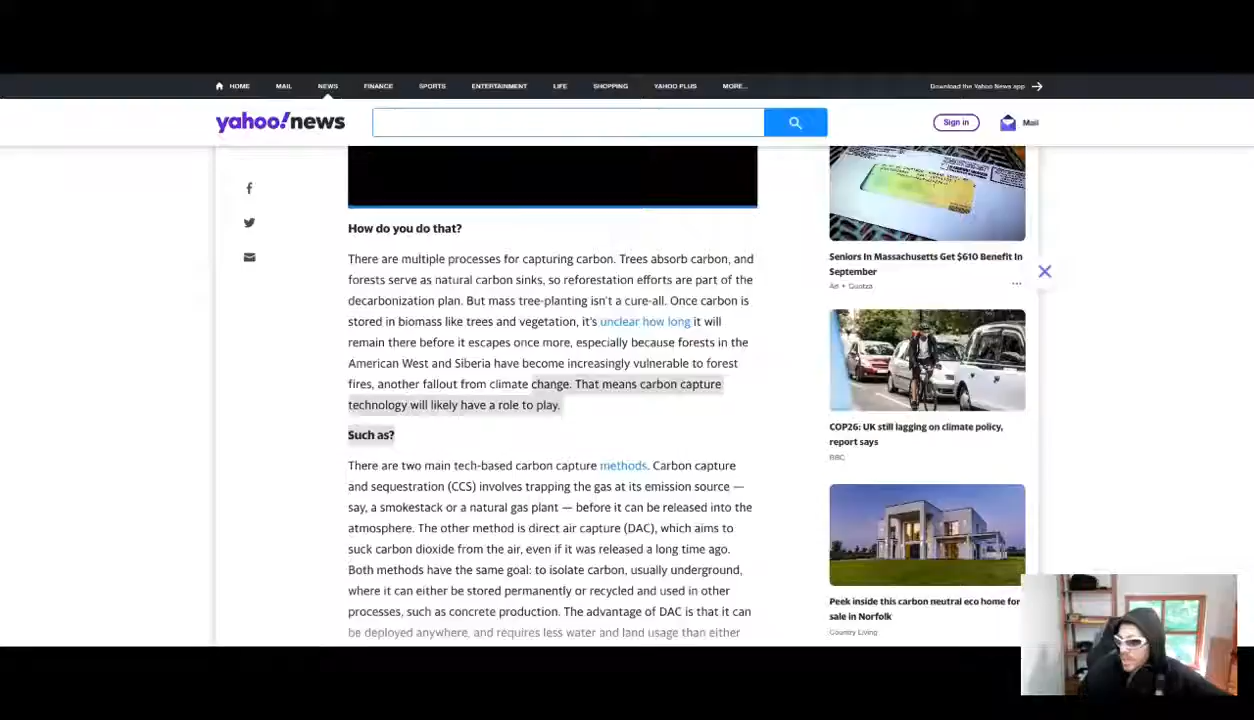 HOME MAIL NEWS FINANCE SPORTS ENTERTAINMENT LIFE SHOPPING YAHOO PLUS MORE... Download the Yahoo News app
yahoo!news Sign in Mail
How do you do that?
There are multiple processes for capturing carbon. Trees absorb carbon, and
forests serve as natural carbon sinks, so reforestation efforts are part of the
decarbonization plan. But mass tree-planting isn't a cure-all. Once carbon is
stored in biomass like trees and vegetation, it's unclear how long it will
remain there before it escapes once more, especially because forests in the
American West and Siberia have become increasingly vulnerable to forest
fires, another fallout from climate change. That means carbon capture
technology will likely have a role to play.
Such as?
There are two main tech-based carbon capture methods. Carbon capture
and sequestration (CCS) involves trapping the gas at its emission source —
say, a smokestack or a natural gas plant — before it can be released into the
atmosphere. The other method is direct air capture (DAC), which aims to
suck carbon dioxide from the air, even if it was released a long time ago.
Both methods have the same goal: to isolate carbon, usually underground,
where it can either be stored permanently or recycled and used in other
processes, such as concrete production. The advantage of DAC is that it can
be deployed anywhere, and requires less water and land usage than either
Seniors In Massachusetts Get $610 Benefit In
September
Ad • Quotza
COP26: UK still lagging on climate policy,
report says
BBC
Peek inside this carbon neutral eco home for
sale in Norfolk
Country Living